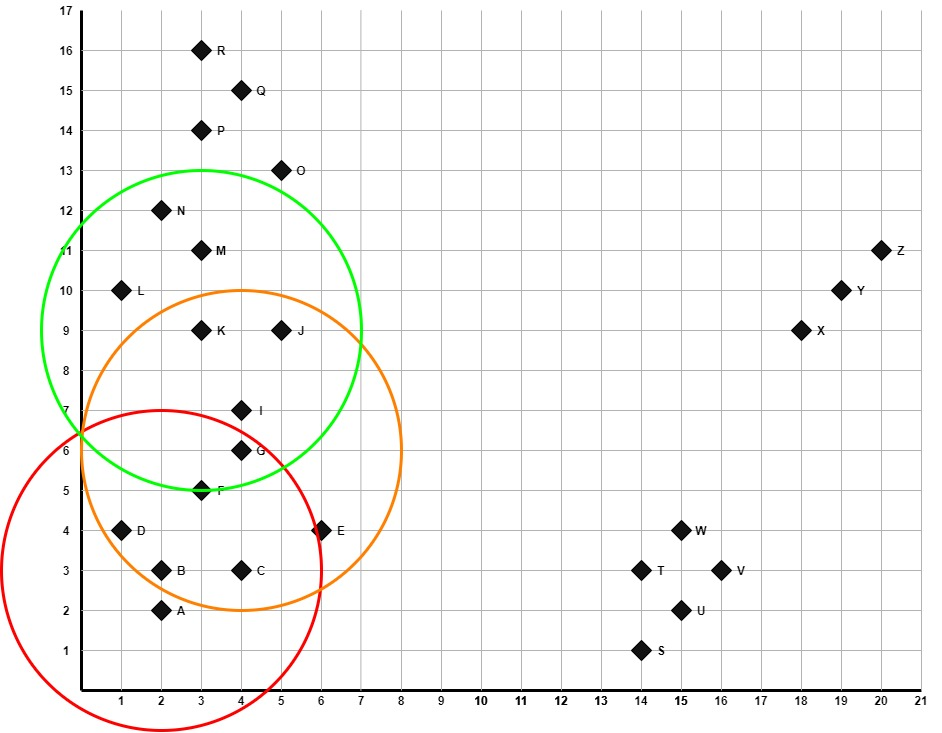 17
16 R
15 Q
14 P
13 O
12 N
11 M Z
10 L Y
9 K J X
8
7 I
6 G
5 F
4 D E W
3 B C T V
2 A U
1 S
1 2 3 4 5 6 7 8 9 10 11 12 13 14 15 16 17 18 19 20 21